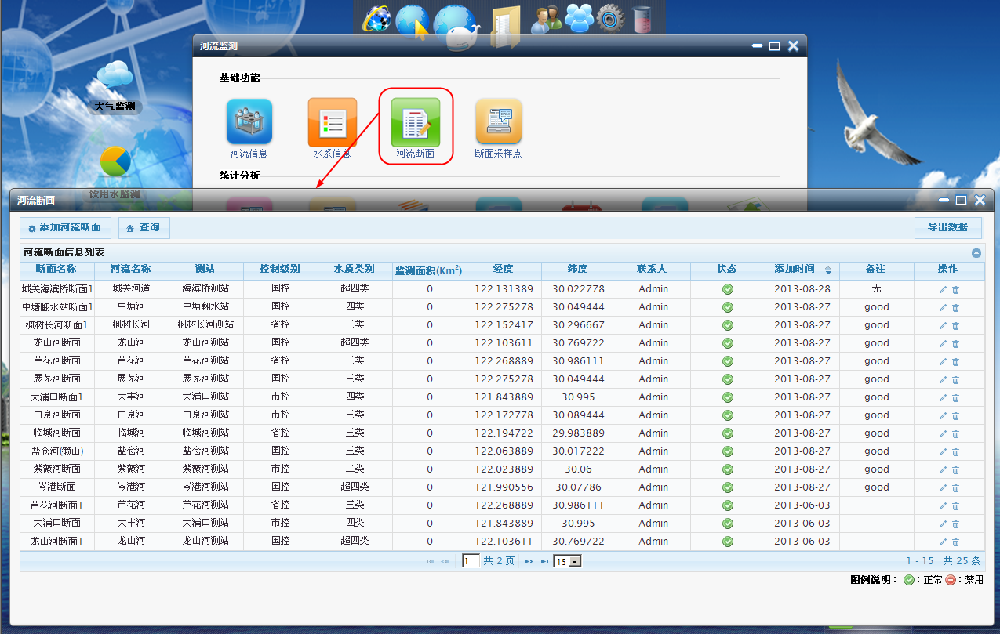 河流监测
基础功能
大气监测
河流信息 水系信息 河流断面 断面采样点
统计分析
饮用水监测
河流断面
添加河流断面 查询 导出数据
河流断面信息列表
断面名称 河流名称 测站 控制级别 水质类别 监测面积(Km²) 经度 纬度 联系人 状态 添加时间 备注 操作
城关海滨桥断面1 城关河道 海滨桥测站 国控 超四类 0 122.131389 30.022778 Admin 2013-08-28 无
中塘翻水站断面1 中塘河 中塘翻水站 国控 四类 0 122.275278 30.049444 Admin 2013-08-27 good
枫树长河断面1 枫树长河 枫树长河测站 省控 三类 0 122.152417 30.296667 Admin 2013-08-27 good
龙山河断面 龙山河 龙山河测站 国控 超四类 0 122.103611 30.769722 Admin 2013-08-27 good
芦花河断面 芦花河 芦花河测站 省控 三类 0 122.268889 30.986111 Admin 2013-08-27 good
展茅河断面 展茅河 展茅河测站 国控 三类 0 122.275278 30.049444 Admin 2013-08-27 good
大浦口断面1 大丰河 大浦口测站 市控 四类 0 121.843889 30.995 Admin 2013-08-27 good
白泉河断面 白泉河 白泉河测站 市控 三类 0 122.172778 30.089444 Admin 2013-08-27 good
临城河断面 临城河 临城河测站 省控 三类 0 122.194722 29.983889 Admin 2013-08-27 good
盐仓河(獭山) 盐仓河 盐仓河测站 国控 三类 0 122.063889 30.017222 Admin 2013-08-27 good
紫薇河断面 紫薇河 紫薇河测站 市控 二类 0 122.023889 30.06 Admin 2013-08-27 good
岑港断面 岑港河 岑港河测站 国控 超四类 0 121.990556 30.07786 Admin 2013-08-27 good
芦花河断面1 芦花河 芦花河测站 省控 三类 0 122.268889 30.986111 Admin 2013-06-03
大浦口断面 大丰河 大浦口测站 市控 四类 0 121.843889 30.995 Admin 2013-06-03
龙山河断面1 龙山河 龙山河测站 国控 超四类 0 122.103611 30.769722 Admin 2013-06-03
1 共 2 页 15 1 - 15 共 25 条
图例说明：：正常 ：禁用